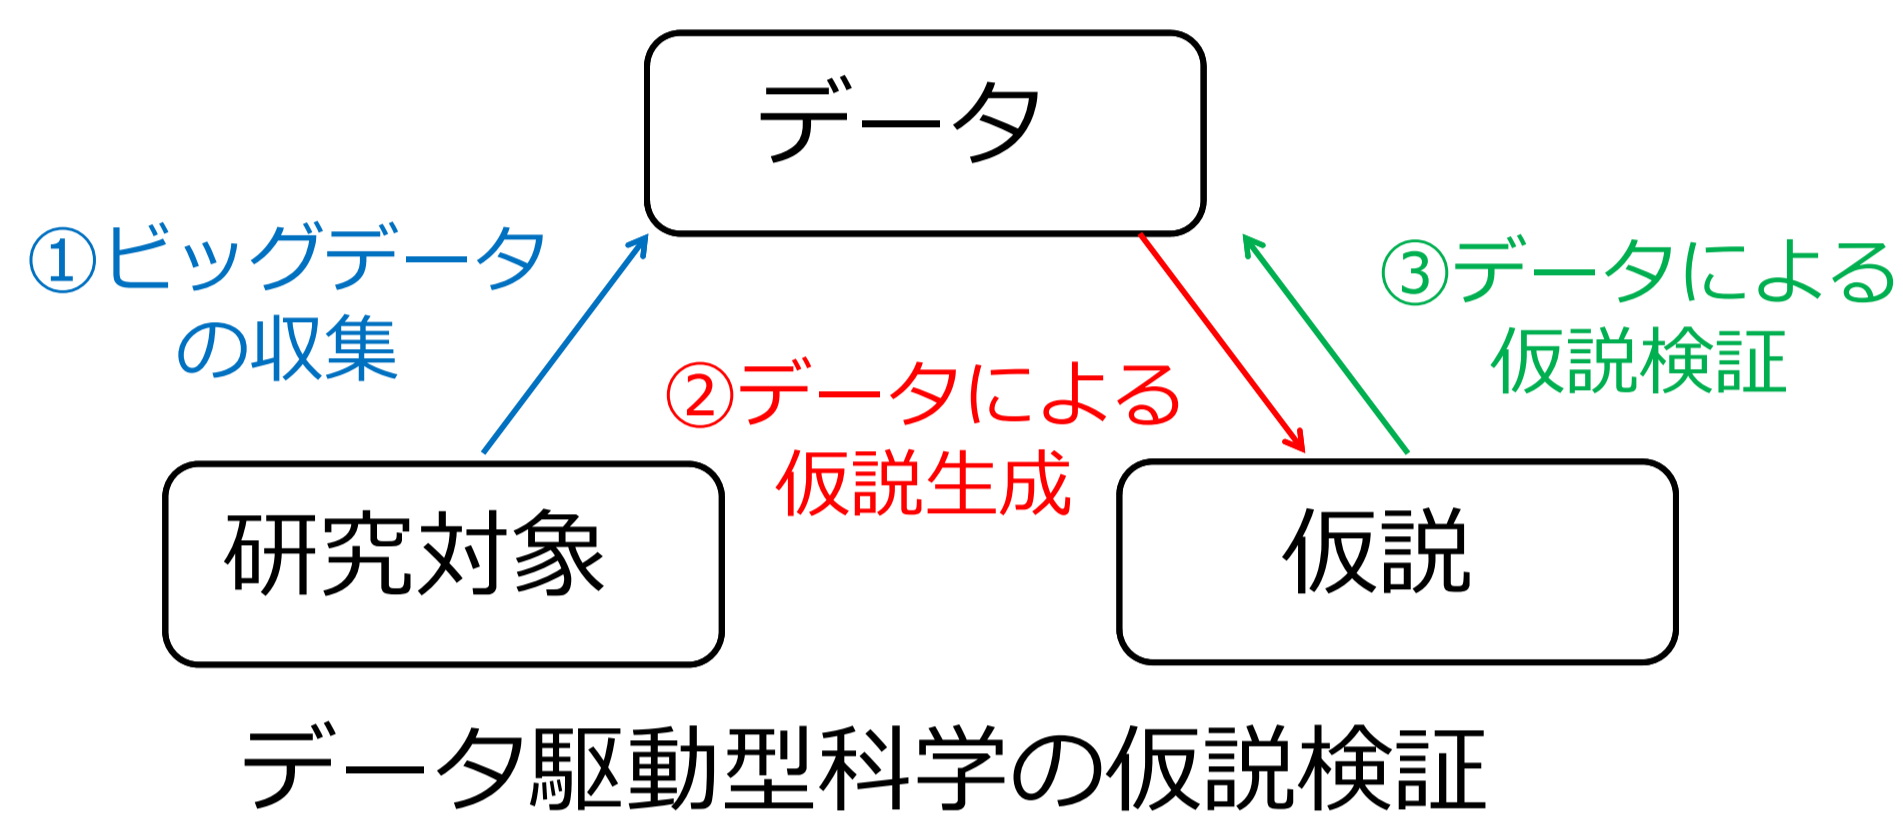 データ
①ビッグデータ
の収集
②データによる
仮説生成
③データによる
仮説検証
研究対象
仮説
データ駆動型科学の仮説検証